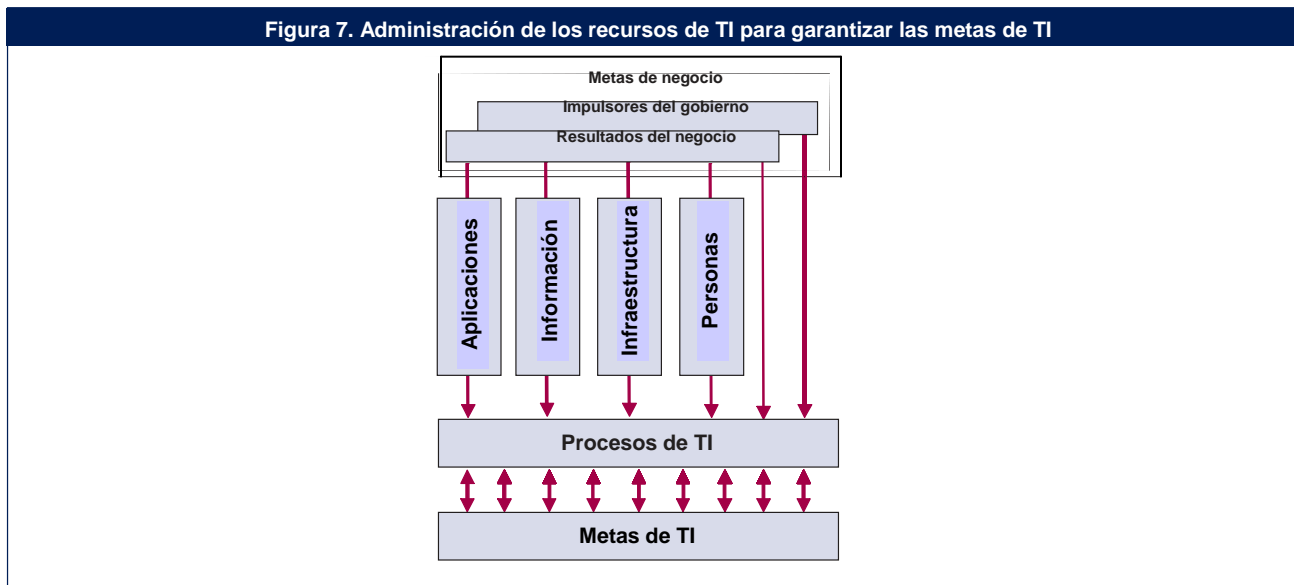 Figura 7. Administración de los recursos de TI para garantizar las metas de TI
Metas de negocio
Impulsores del gobierno
Resultados del negocio
Aplicaciones
Información
Infraestructura
Personas
Procesos de TI
Metas de TI